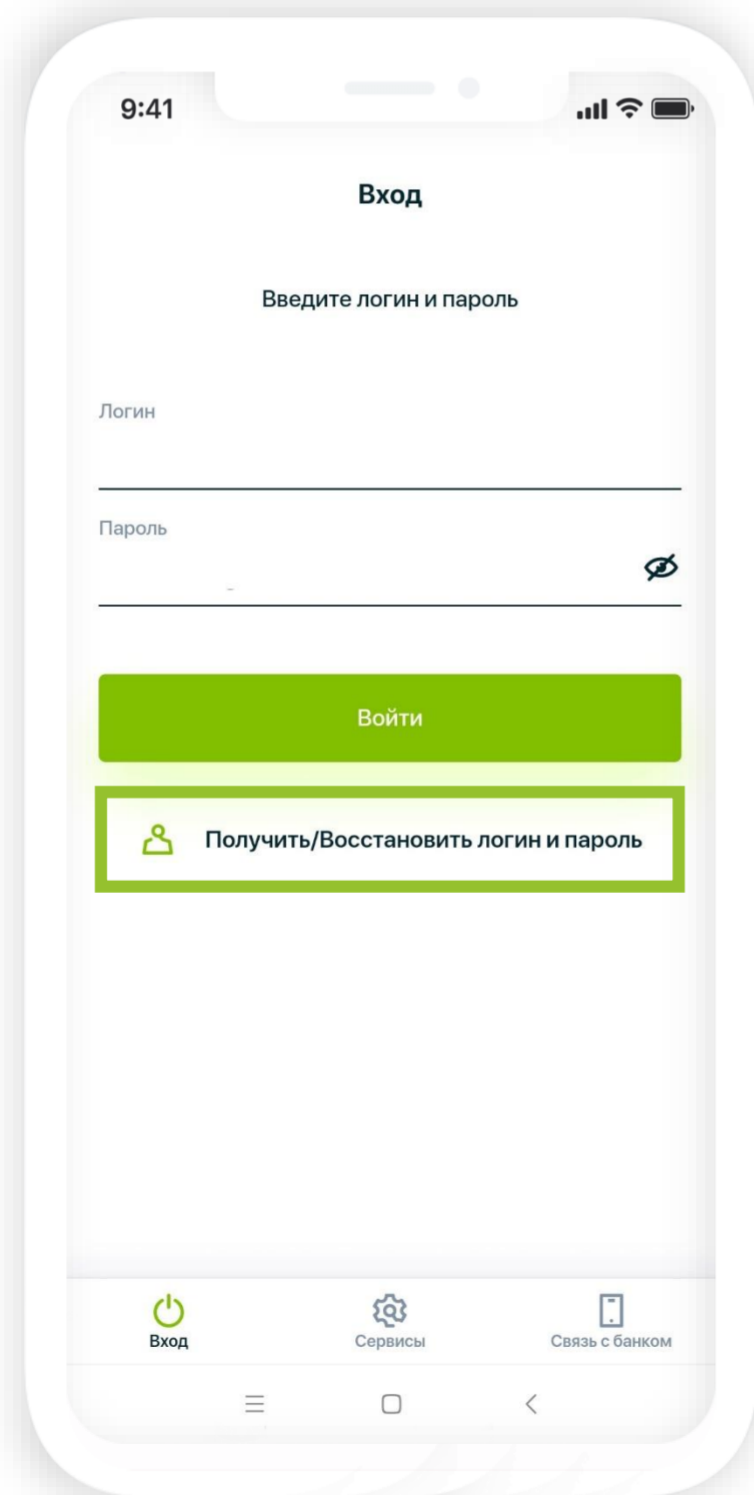 9:41
Вход
Введите логин и пароль
Логин
Пароль
Войти
Получить/Восстановить логин и пароль
Вход
Сервисы
Связь с банком